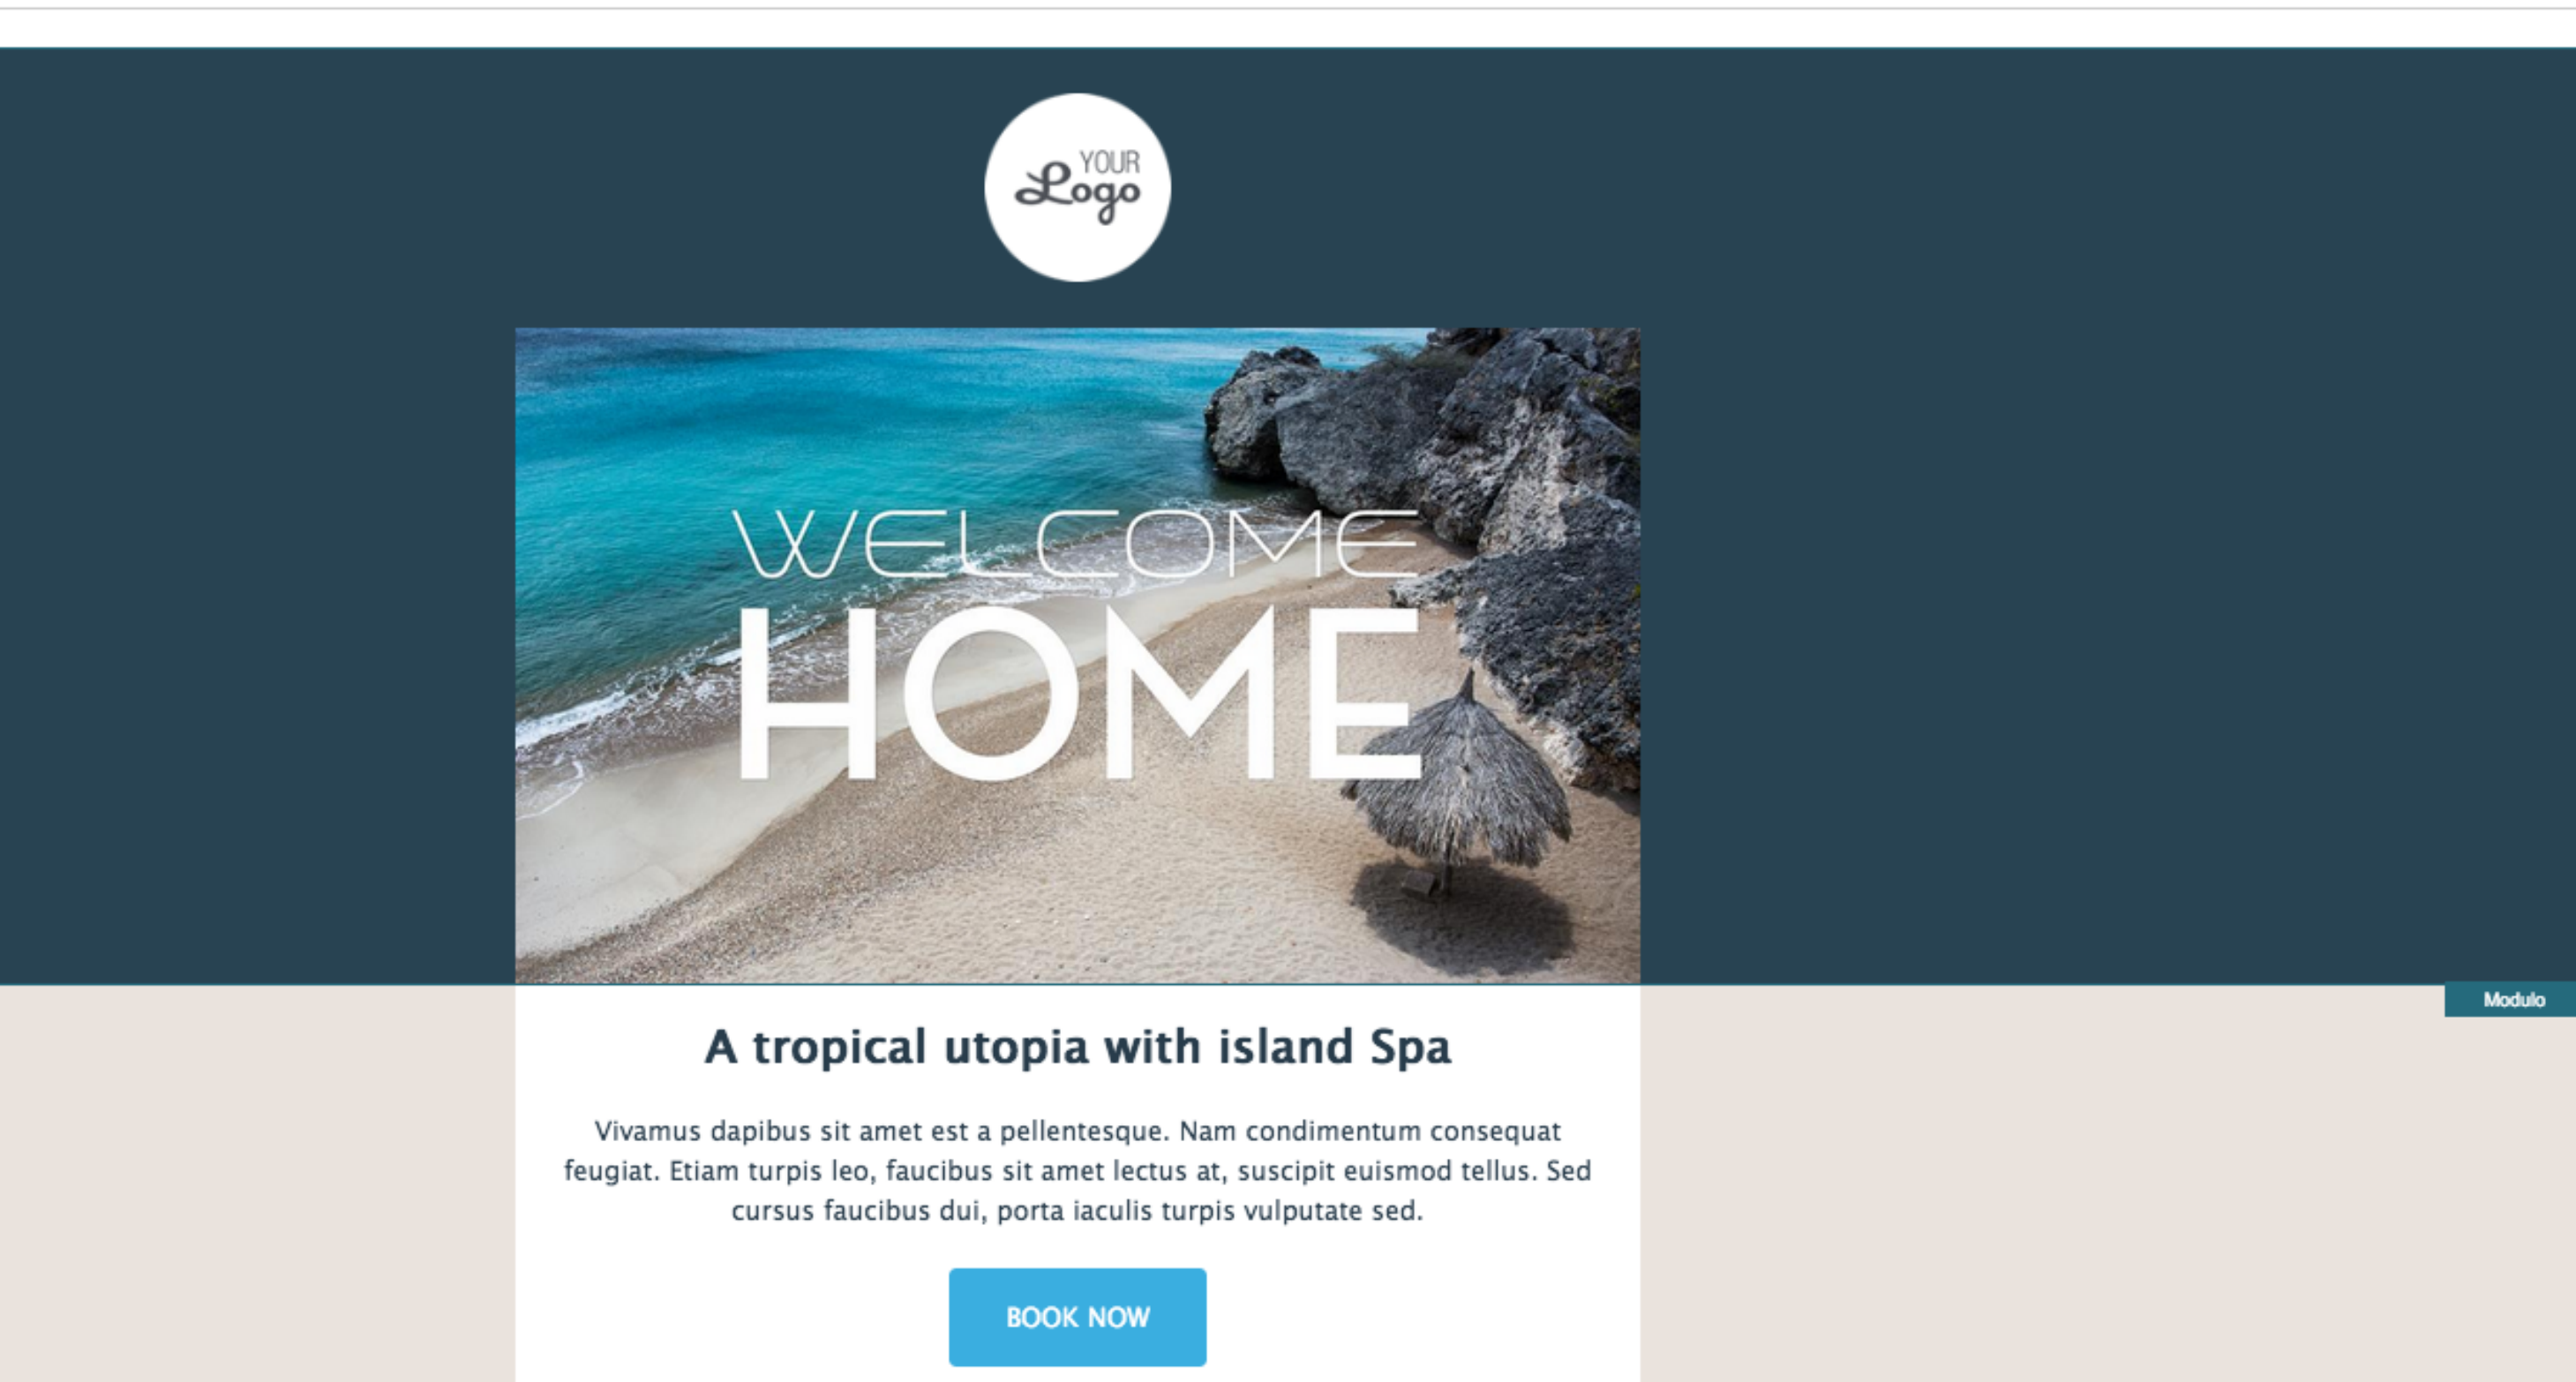 YOUR
Logo
WELCOME
HOME
Modulo
A tropical utopia with island Spa
Vivamus dapibus sit amet est a pellentesque. Nam condimentum consequat
feugiat. Etiam turpis leo, faucibus sit amet lectus at, suscipit euismod tellus. Sed
cursus faucibus dui, porta iaculis turpis vulputate sed.
BOOK NOW